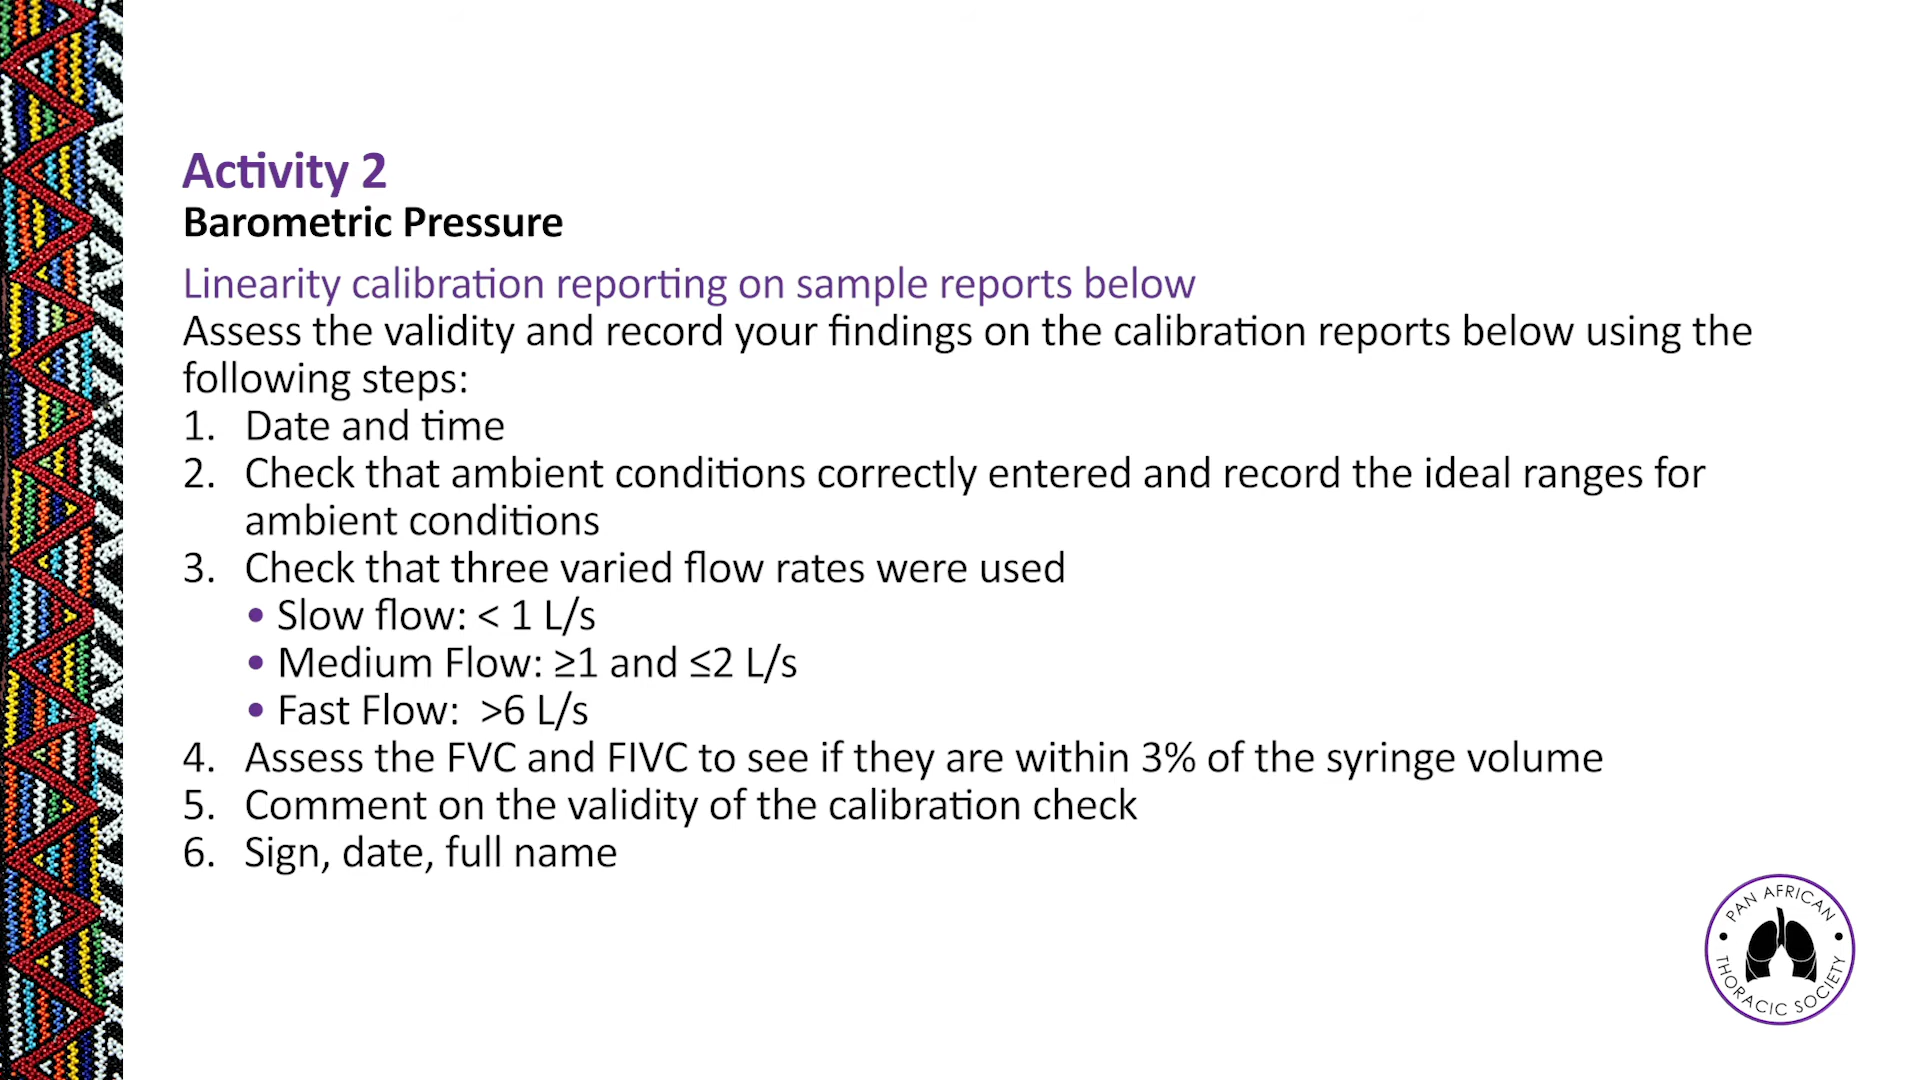 Activity 2
Barometric Pressure
Linearity calibration reporting on sample reports below
Assess the validity and record your findings on the calibration reports below using the
following steps:
1. Date and time
2. Check that ambient conditions correctly entered and record the ideal ranges for
ambient conditions
3. Check that three varied flow rates were used
• Slow flow: < 1 L/s
• Medium Flow: ≥1 and ≤2 L/s
• Fast Flow: >6 L/s
4. Assess the FVC and FIVC to see if they are within 3% of the syringe volume
5. Comment on the validity of the calibration check
6. Sign, date, full name
PAN AFRICAN
THORACIC SOCIETY